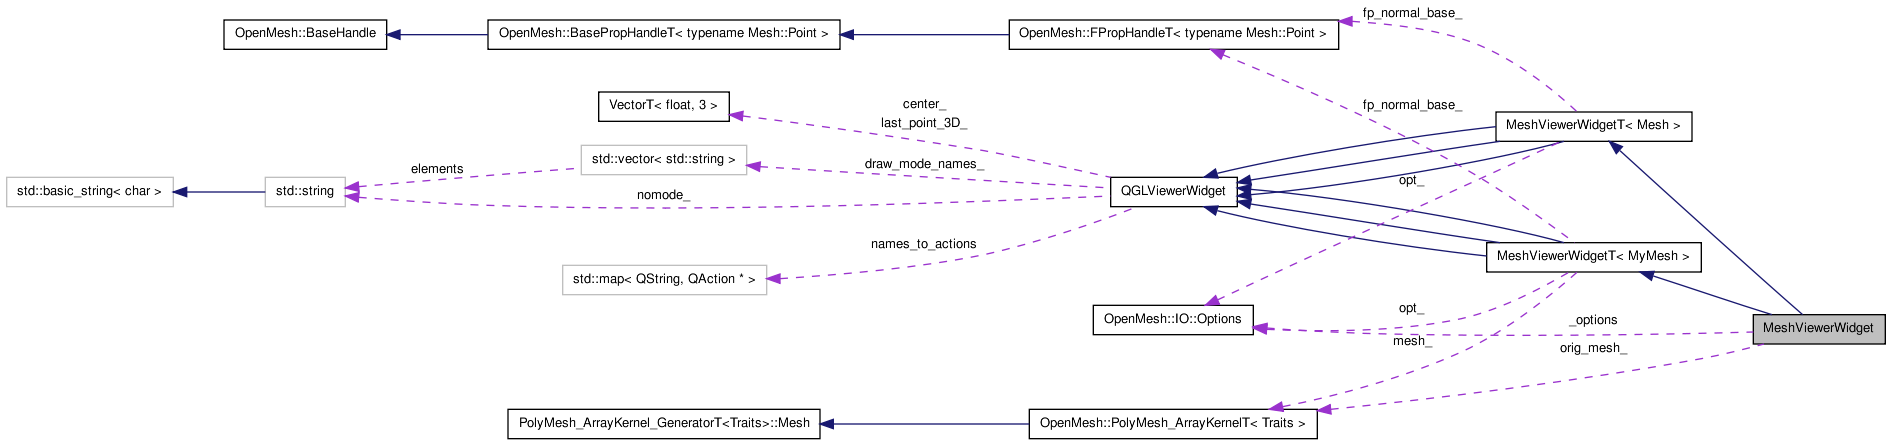 fp_normal_base_
OpenMesh::BaseHandle
OpenMesh::BasePropHandleT< typename Mesh::Point >
OpenMesh::FPropHandleT< typename Mesh::Point >
VectorT< float, 3 >
center_
last_point_3D_
fp_normal_base_
MeshViewerWidgetT< Mesh >
std::vector< std::string >
draw_mode_names_
elements
opt_
std::basic_string< char >
std::string
nomode_
QGLViewerWidget
names_to_actions
MeshViewerWidgetT< MyMesh >
std::map< QString, QAction * >
OpenMesh::IO::Options
opt_
_options
MeshViewerWidget
mesh_
orig_mesh_
PolyMesh_ArrayKernel_GeneratorT<Traits>::Mesh
OpenMesh::PolyMesh_ArrayKernelT< Traits >